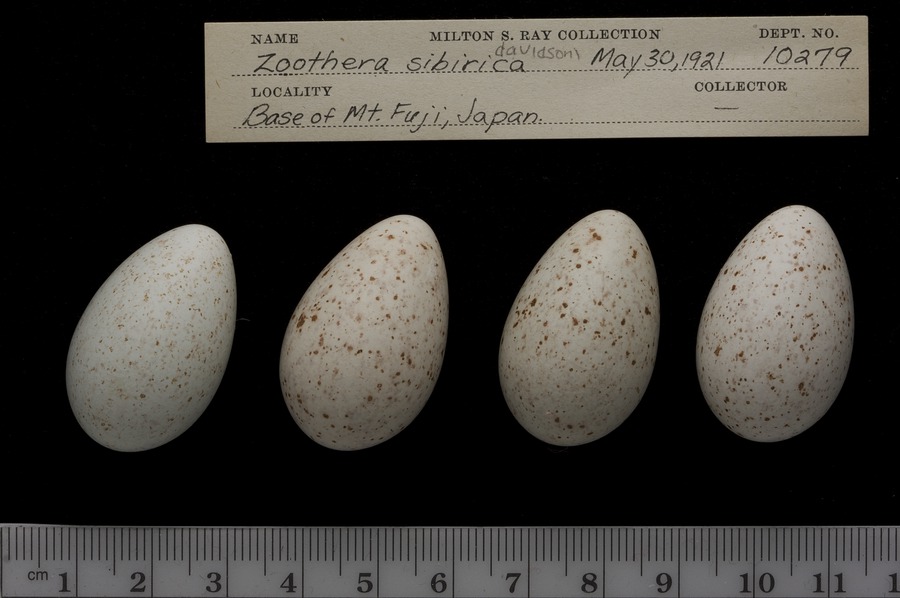 NAME MILTON S. RAY COLLECTION DEPT. NO.
davidsoni
Zoothera sibirica May 30, 1921 10279
LOCALITY COLLECTOR
Base of Mt. Fuji, Japan. —
cm 1 2 3 4 5 6 7 8 9 10 11 1